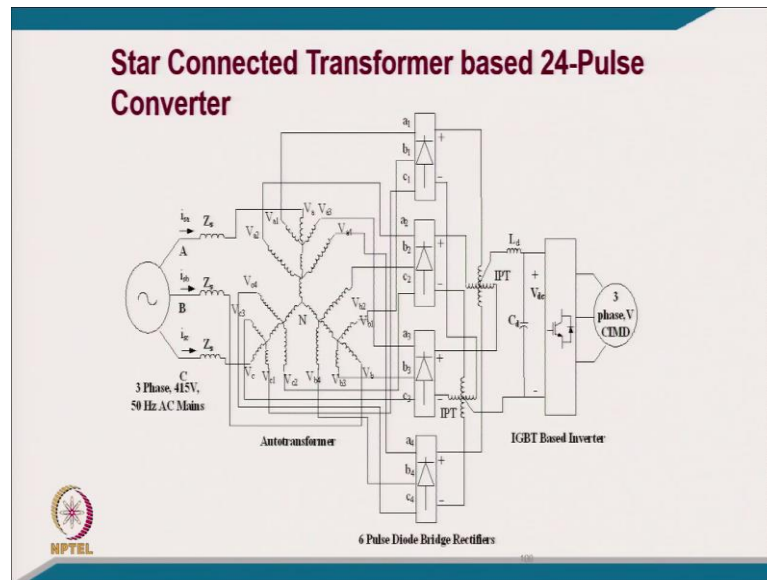 Star Connected Transformer based 24-Pulse
Converter
a1
b1
c1
+
-
Va
Va3
Va1
Va2
Va4
isa
Zs
A
a2
b2
c2
+
-
Ld
IPT
isb
Zs
B
Vc4
Vc3
N
Vb2
Vb1
+
Vdc
Cd
3
phase,V
CIMD
a3
b3
c3
+
-
isc
Zs
C
Vc
Vc1
Vc2
Vb4
Vb3
Vb
-
3 Phase, 415V,
50 Hz AC Mains
IPT
Autotransformer
IGBT Based Inverter
a4
b4
c4
+
-
6 Pulse Diode Bridge Rectifiers
NPTEL